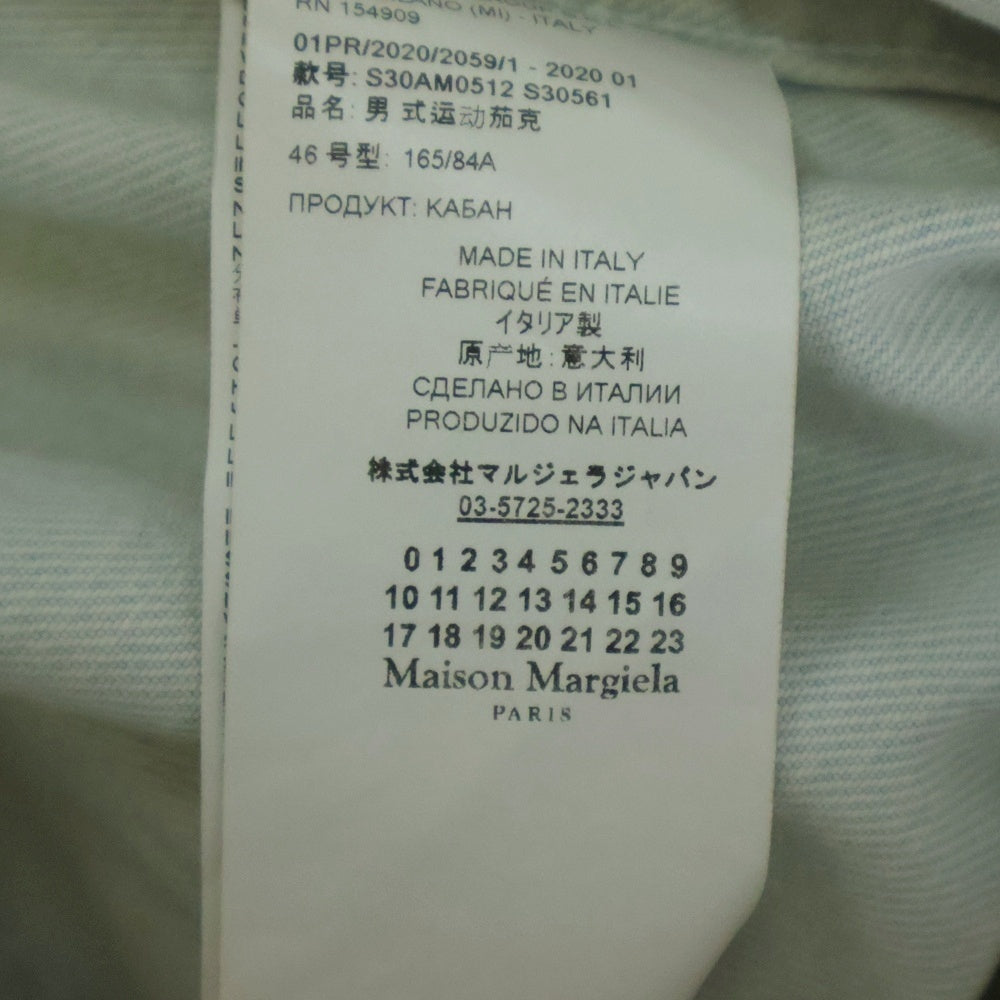 (MI) - ITALY
RN 154909
01PR/2020/2059/1 - 2020 01
款号: S30AM0512 S30561
品名: 男 式运动茄克
46 号型: 165/84A
ПРОДУКТ: КАБАН
MADE IN ITALY
FABRIQUÉ EN ITALIE
イタリア製
原产地: 意大利
СДЕЛАНО В ИТАЛИИ
PRODUZIDO NA ITALIA
株式会社マルジェラジャパン
03-5725-2333
0 1 2 3 4 5 6 7 8 9
10 11 12 13 14 15 16
17 18 19 20 21 22 23
Maison Margiela
PARIS